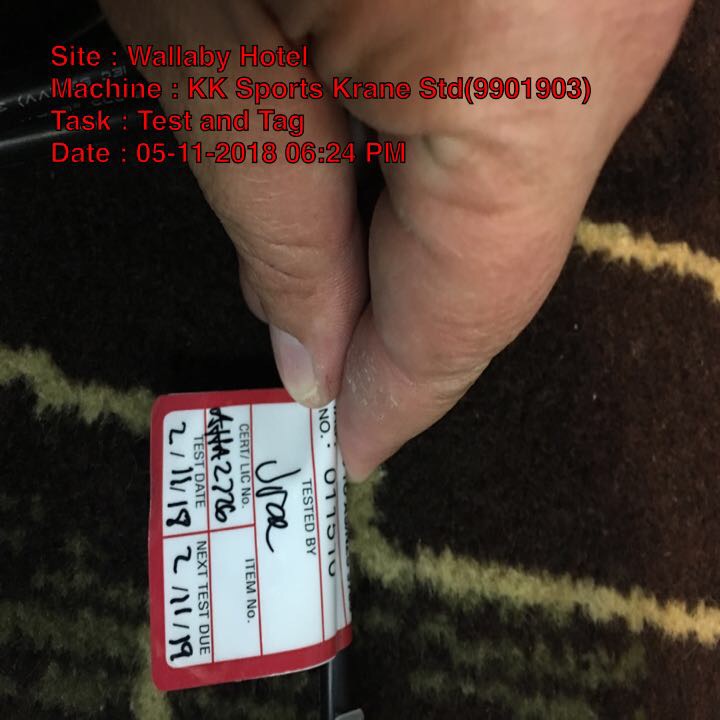 Site : Wallaby Hotel
Machine : KK Sports Krane Std(9901903)
Task : Test and Tag
Date : 05-11-2018 06:24 PM
NO. :
TESTED BY
CERT/ LIC No.
ITEM No.
TEST DATE
2/11/18
NEXT TEST DUE
2/11/19